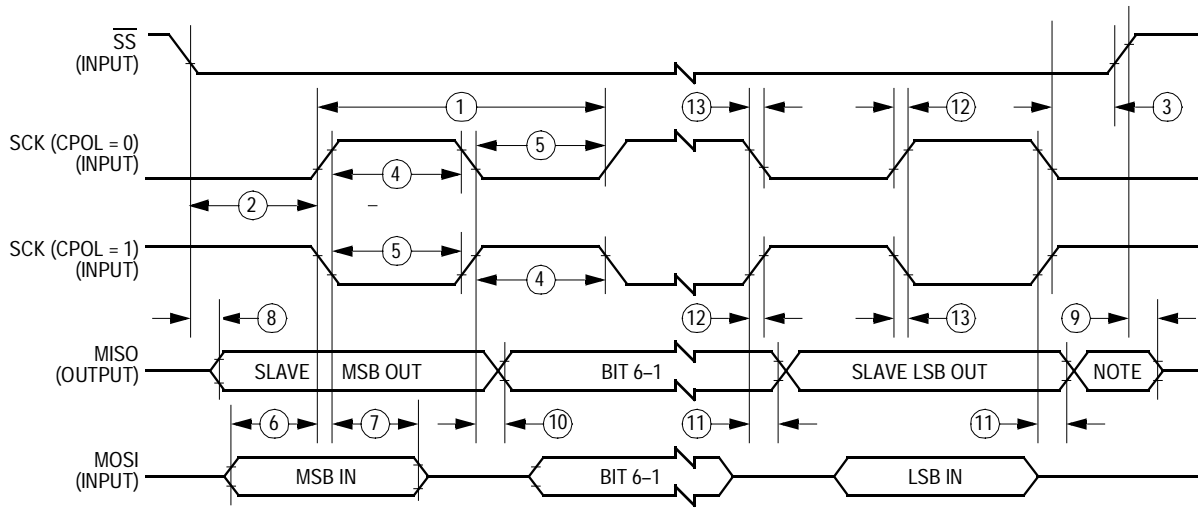 SS
(INPUT)
1
13
12
3
SCK (CPOL = 0)
(INPUT)
5
4
2
–
SCK (CPOL = 1)
(INPUT)
5
4
8
12
13
9
MISO
(OUTPUT)
SLAVE MSB OUT
BIT 6–1
SLAVE LSB OUT
NOTE
6
7
10
11
11
MOSI
(INPUT)
MSB IN
BIT 6–1
LSB IN